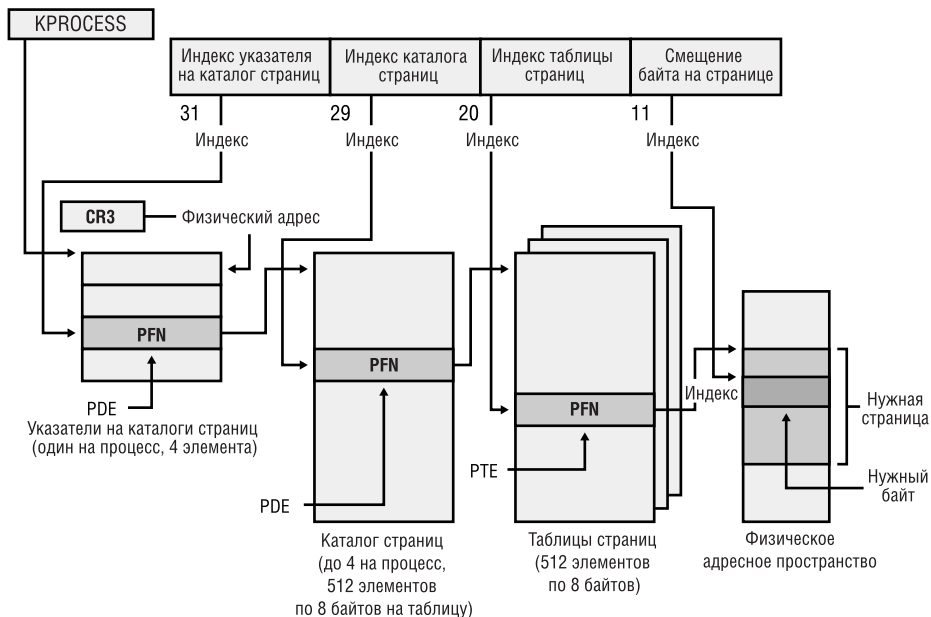 KPROCESS
Индекс указателя
на каталог страниц
Индекс каталога
страниц
Индекс таблицы
страниц
Смещение
байта на странице
31
29
20
11
Индекс
Индекс
Индекс
Индекс
CR3
Физический адрес
PFN
PFN
PFN
Индекс
PDE
Указатели на каталоги страниц
(один на процесс, 4 элемента)
PDE
PTE
Нужная
страница
Нужный
байт
Каталог страниц
(до 4 на процесс,
512 элементов
по 8 байтов на таблицу)
Таблицы страниц
(512 элементов
по 8 байтов)
Физическое
адресное пространство